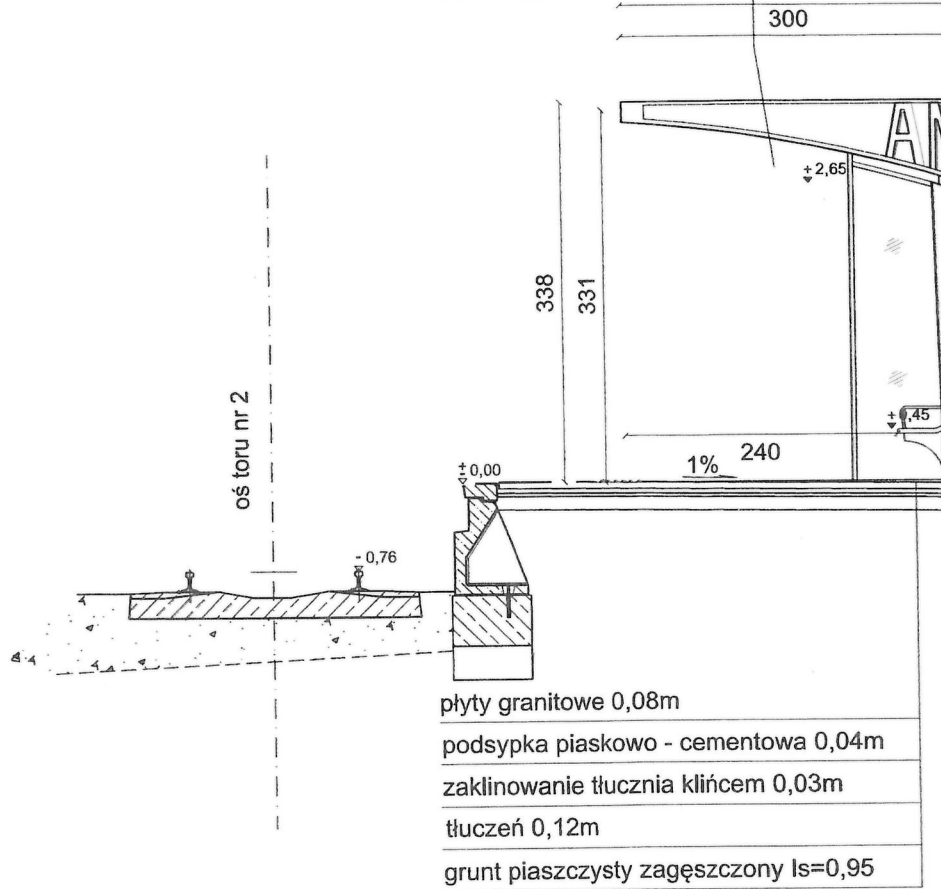 300
AN
+2,65
338
331
oś toru nr 2
+ ,45
240
1%
± 0,00
- 0,76
płyty granitowe 0,08m
podsypka piaskowo - cementowa 0,04m
zaklinowanie tłucznia klińcem 0,03m
tłuczeń 0,12m
grunt piaszczysty zagęszczony Is=0,95